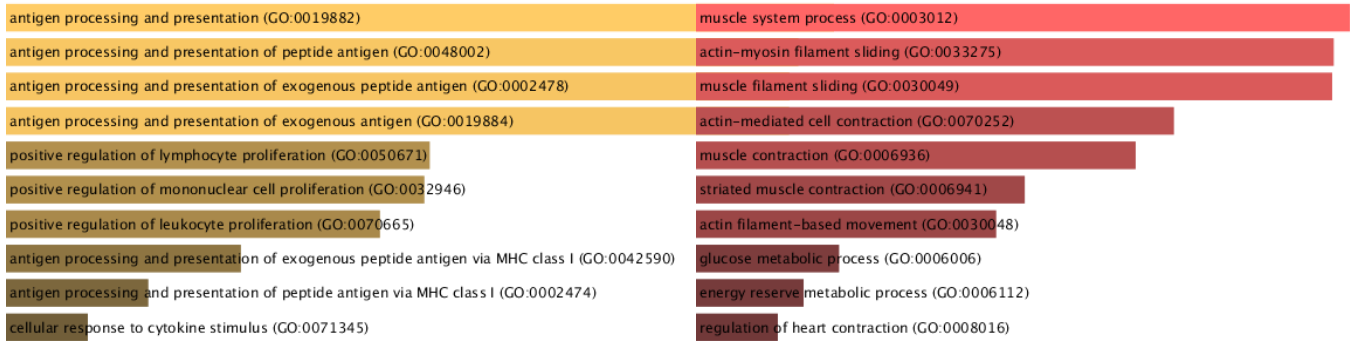 antigen processing and presentation (GO:0019882)
antigen processing and presentation of peptide antigen (GO:0048002)
antigen processing and presentation of exogenous peptide antigen (GO:0002478)
antigen processing and presentation of exogenous antigen (GO:0019884)
positive regulation of lymphocyte proliferation (GO:0050671)
positive regulation of mononuclear cell proliferation (GO:0032946)
positive regulation of leukocyte proliferation (GO:0070665)
antigen processing and presentation of exogenous peptide antigen via MHC class I (GO:0042590)
antigen processing and presentation of peptide antigen via MHC class I (GO:0002474)
cellular response to cytokine stimulus (GO:0071345)
muscle system process (GO:0003012)
actin-myosin filament sliding (GO:0033275)
muscle filament sliding (GO:0030049)
actin-mediated cell contraction (GO:0070252)
muscle contraction (GO:0006936)
striated muscle contraction (GO:0006941)
actin filament-based movement (GO:0030048)
glucose metabolic process (GO:0006006)
energy reserve metabolic process (GO:0006112)
regulation of heart contraction (GO:0008016)